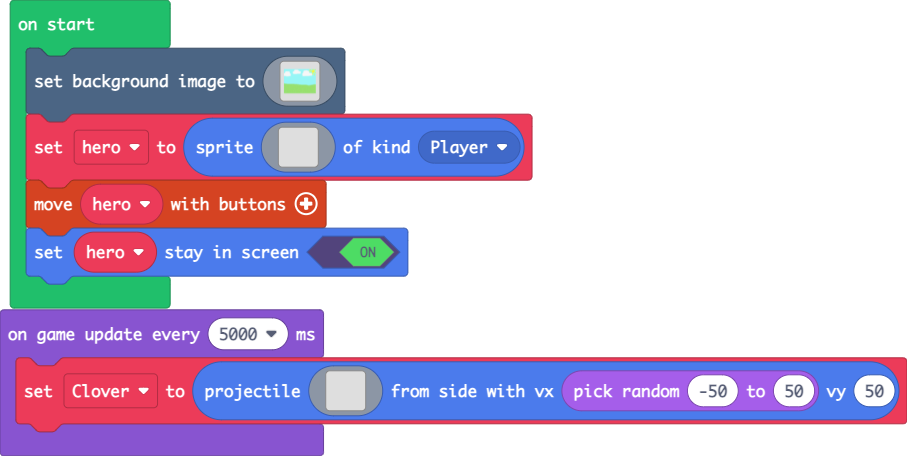 on start
set background image to
set hero to sprite of kind Player
move hero with buttons
set hero stay in screen ON
on game update every 5000 ms
set Clover to projectile from side with vx pick random -50 to 50 vy 50